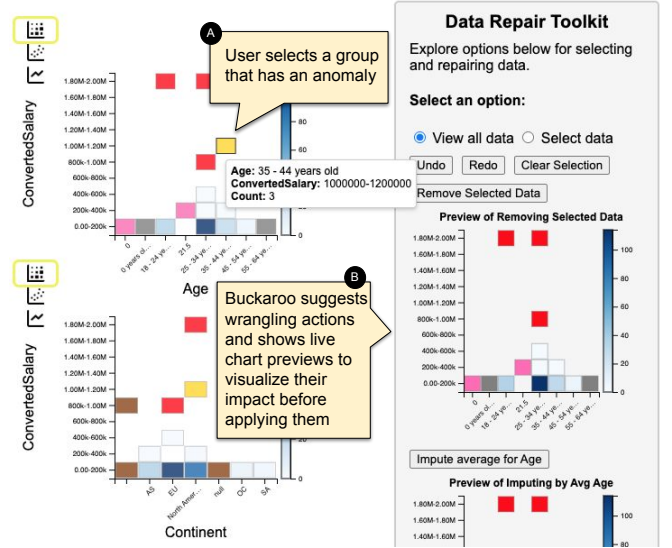 A
User selects a group
that has an anomaly
ConvertedSalary
1.80M-2.00M
1.60M-1.80M
1.40M-1.60M
1.20M-1.40M
1.00M-1.20M
800k-1.00M
600k-800k
400k-600k
200k-400k
0.00-200k
80
60
0
Age: 35 - 44 years old
ConvertedSalary: 1000000-1200000
Count: 3
0
0 years ol...
18 - 24 ye...
21.5
25 - 34 ye...
35 - 44 ye...
45 - 54 ye...
55 - 64 ye...
Age
B
Buckaroo suggests
wrangling actions
and shows live
chart previews to
visualize their
impact before
applying them
ConvertedSalary
1.80M-2.00M
1.60M-1.80M
1.40M-1.60M
1.20M-1.40M
1.00M-1.20M
800k-1.00M
600k-800k
400k-600k
200k-400k
0.00-200k
20
0
AS
EU
North Amer...
null
OC
SA
Continent
Data Repair Toolkit
Explore options below for selecting
and repairing data.
Select an option:
View all data
Select data
Undo
Redo
Clear Selection
Remove Selected Data
Preview of Removing Selected Data
1.80M-2.00M
1.60M-1.80M
1.40M-1.60M
1.20M-1.40M
1.00M-1.20M
800k-1.00M
600k-800k
400k-600k
200k-400k
0.00-200k
100
80
60
40
20
0
0
0 years ol...
18 - 24 ye...
21.5
25 - 34 ye...
35 - 44 ye...
45 - 54 ye...
55 - 64 ye...
Impute average for Age
Preview of Imputing by Avg Age
1.80M-2.00M
1.60M-1.80M
1.40M-1.60M
100
80